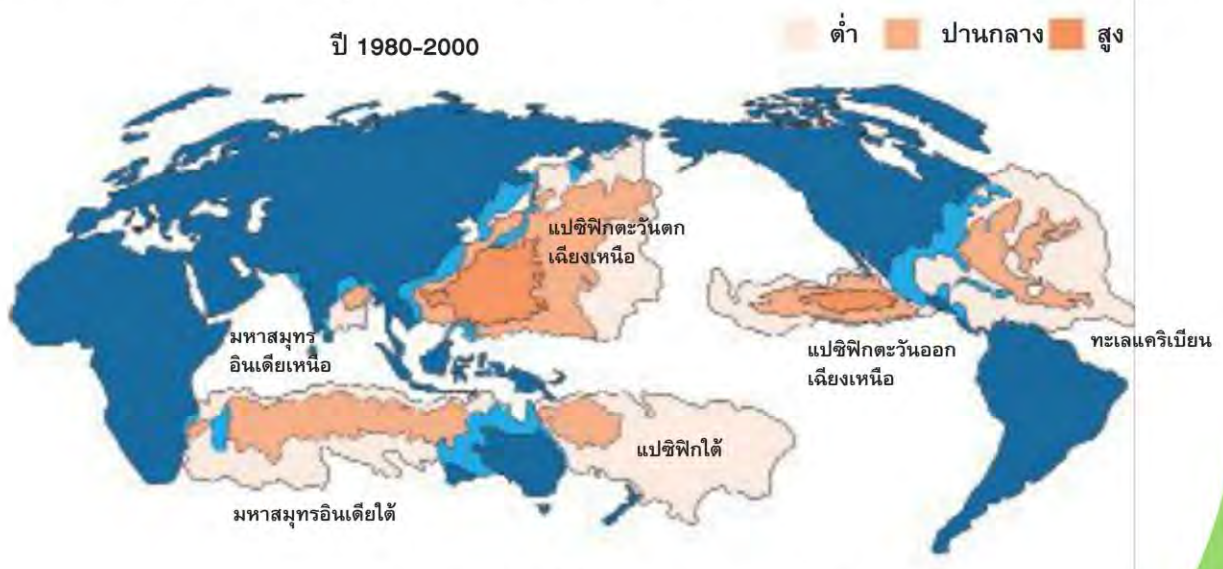 ปี 1980-2000
ต่ำ ปานกลาง สูง
แปซิฟิกตะวันตก
เฉียงเหนือ
มหาสมุทร
อินเดียเหนือ
แปซิฟิกตะวันออก
เฉียงเหนือ
ทะเลแคริเบียน
แปซิฟิกใต้
มหาสมุทรอินเดียใต้